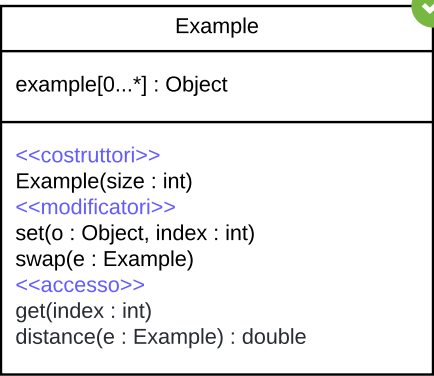 Example
example[0...*] : Object
<<costruttori>>
Example(size : int)
<<modificatori>>
set(o : Object, index : int)
swap(e : Example)
<<accesso>>
get(index : int)
distance(e : Example) : double